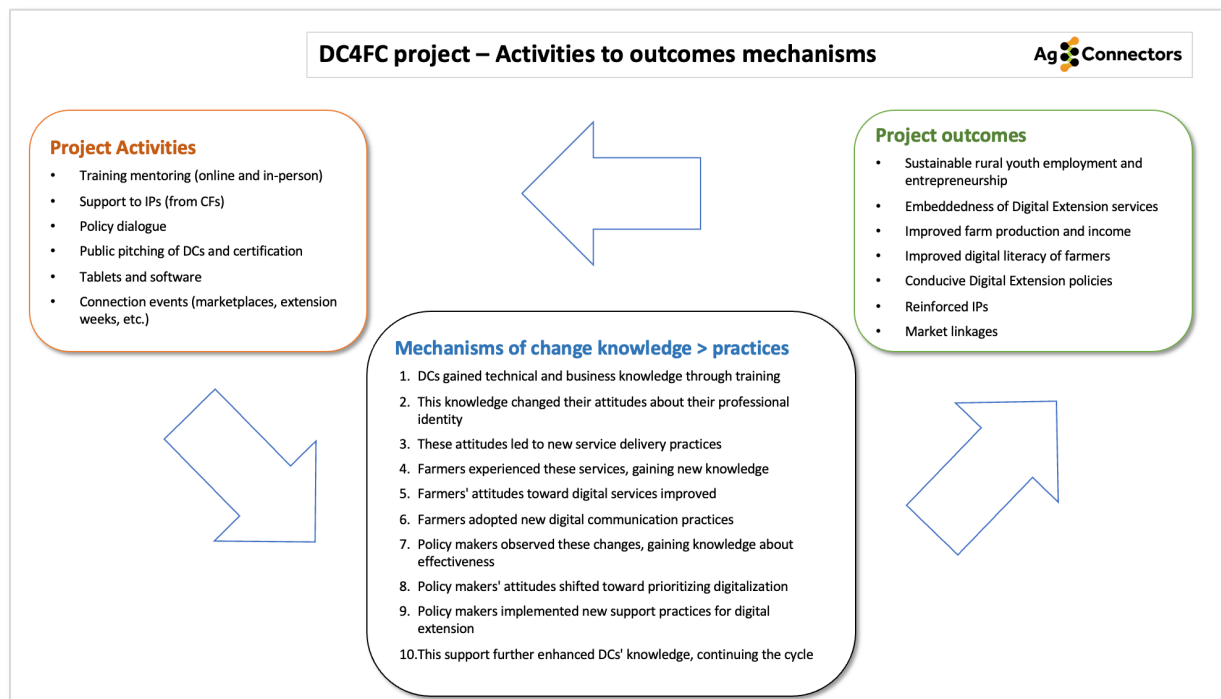 DC4FC project – Activities to outcomes mechanisms
Ag Connectors
Project Activities
• Training mentoring (online and in-person)
• Support to IPs (from CFs)
• Policy dialogue
• Public pitching of DCs and certification
• Tablets and software
• Connection events (marketplaces, extension
weeks, etc.)
Project outcomes
• Sustainable rural youth employment and
entrepreneurship
• Embeddedness of Digital Extension services
• Improved farm production and income
• Improved digital literacy of farmers
• Conducive Digital Extension policies
• Reinforced IPs
• Market linkages
Mechanisms of change knowledge > practices
1. DCs gained technical and business knowledge through training
2. This knowledge changed their attitudes about their professional
identity
3. These attitudes led to new service delivery practices
4. Farmers experienced these services, gaining new knowledge
5. Farmers' attitudes toward digital services improved
6. Farmers adopted new digital communication practices
7. Policy makers observed these changes, gaining knowledge about
effectiveness
8. Policy makers' attitudes shifted toward prioritizing digitalization
9. Policy makers implemented new support practices for digital
extension
10.This support further enhanced DCs' knowledge, continuing the cycle